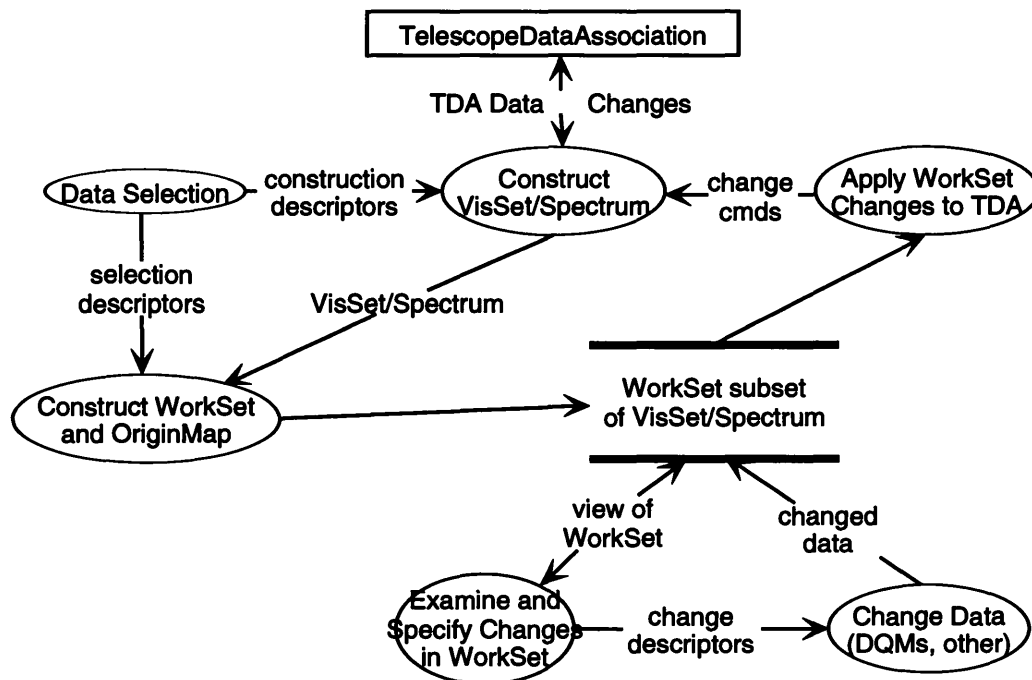 TelescopeDataAssociation
TDA Data
Changes
Data Selection
construction
descriptors
Construct
VisSet/Spectrum
change
cmds
Apply WorkSet
Changes to TDA
selection
descriptors
VisSet/Spectrum
Construct WorkSet
and OriginMap
WorkSet subset
of VisSet/Spectrum
view of
WorkSet
changed
data
Examine and
Specify Changes
in WorkSet
change
descriptors
Change Data
(DQMs, other)